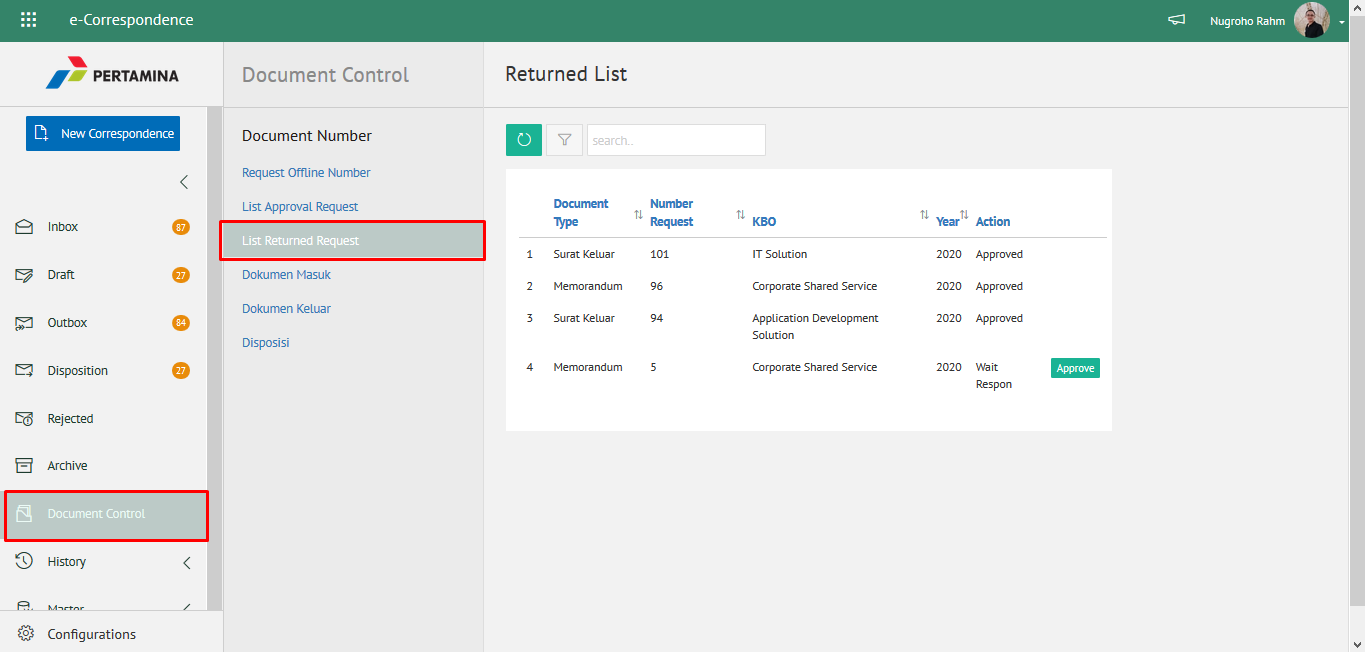 e-Correspondence
Nugroho Rahm
PERTAMINA
Document Control
Returned List
New Correspondence
Document Number
search..
Request Offline Number
List Approval Request
List Returned Request
Dokumen Masuk
Dokumen Keluar
Disposisi
Inbox 87
Draft 27
Outbox 84
Disposition 27
Rejected
Archive
Document Control
History
Master
Configurations
Document Type Number Request KBO Year Action
1 Surat Keluar 101 IT Solution 2020 Approved
2 Memorandum 96 Corporate Shared Service 2020 Approved
3 Surat Keluar 94 Application Development Solution 2020 Approved
4 Memorandum 5 Corporate Shared Service 2020 Wait Respon Approve